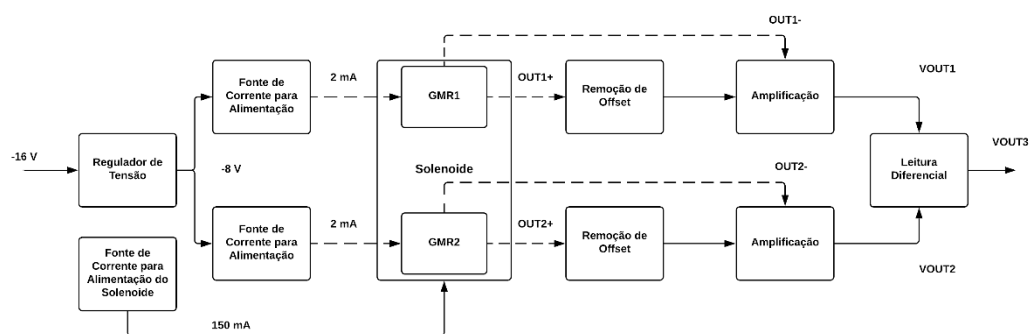 OUT1-
2 mA
OUT1+
VOUT1
Fonte de
Corrente para
Alimentação
GMR1
Remoção de
Offset
Amplificação
-16 V
Regulador de
Tensão
-8 V
Solenoide
OUT2-
Leitura
Diferencial
VOUT3
2 mA
OUT2+
Fonte de
Corrente para
Alimentação
GMR2
Remoção de
Offset
Amplificação
VOUT2
Fonte de
Corrente para
Alimentação do
Solenoide
150 mA